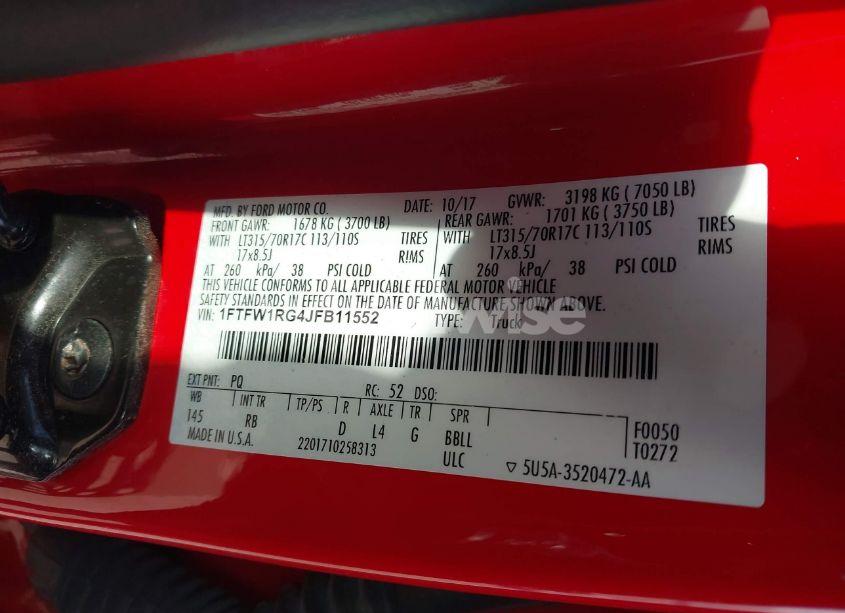 MFD. BY FORD MOTOR CO. DATE: 10/17 GVWR: 3198 KG (7050 LB)
FRONT GAWR: 1678 KG (3700 LB) REAR GAWR: 1701 KG (3750 LB)
WITH LT315/70R17C 113/110S TIRES WITH LT315/70R17C 113/110S TIRES
17x8.5J RIMS 17x8.5J RIMS
AT 260 kPa/ 38 PSI COLD AT 260 kPa/ 38 PSI COLD
THIS VEHICLE CONFORMS TO ALL APPLICABLE FEDERAL MOTOR VEHICLE
SAFETY STANDARDS IN EFFECT ON THE DATE OF MANUFACTURE SHOWN ABOVE.
VIN: 1FTFW1RG4JFB11552 TYPE: Truck
EXT PNT: PQ RC: 52 DSO:
WB INT TR TP/PS R AXLE TR SPR
145 RB D L4 G BBLL F0050
MADE IN U.S.A. 2201710258313 ULC T0272
▽ 5U5A-3520472-AA